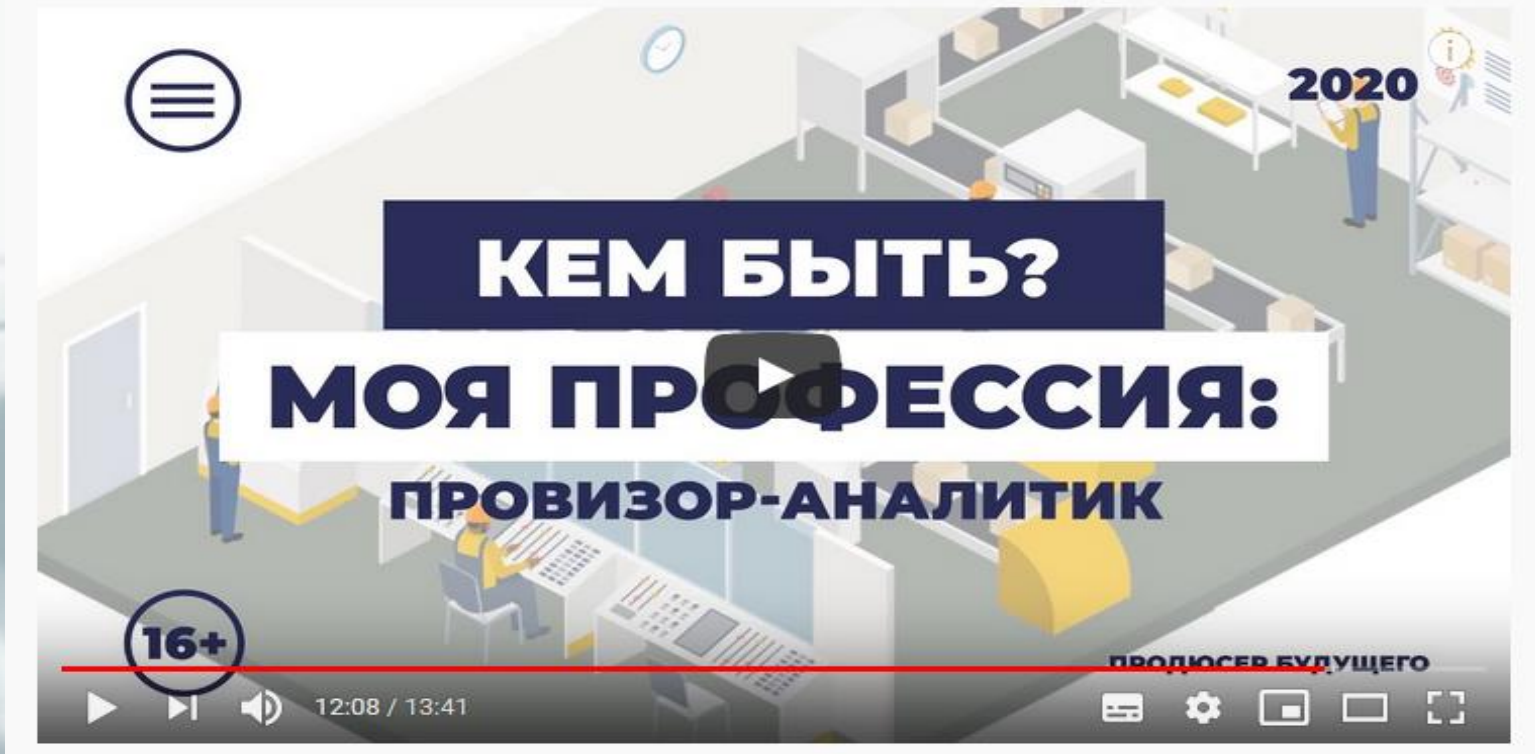 2020
КЕМ БЫТЬ?
МОЯ ПРОФЕССИЯ:
ПРОВИЗОР-АНАЛИТИК
16+
ПРОДЮСЕР БУДУЩЕГО
12:08 / 13:41